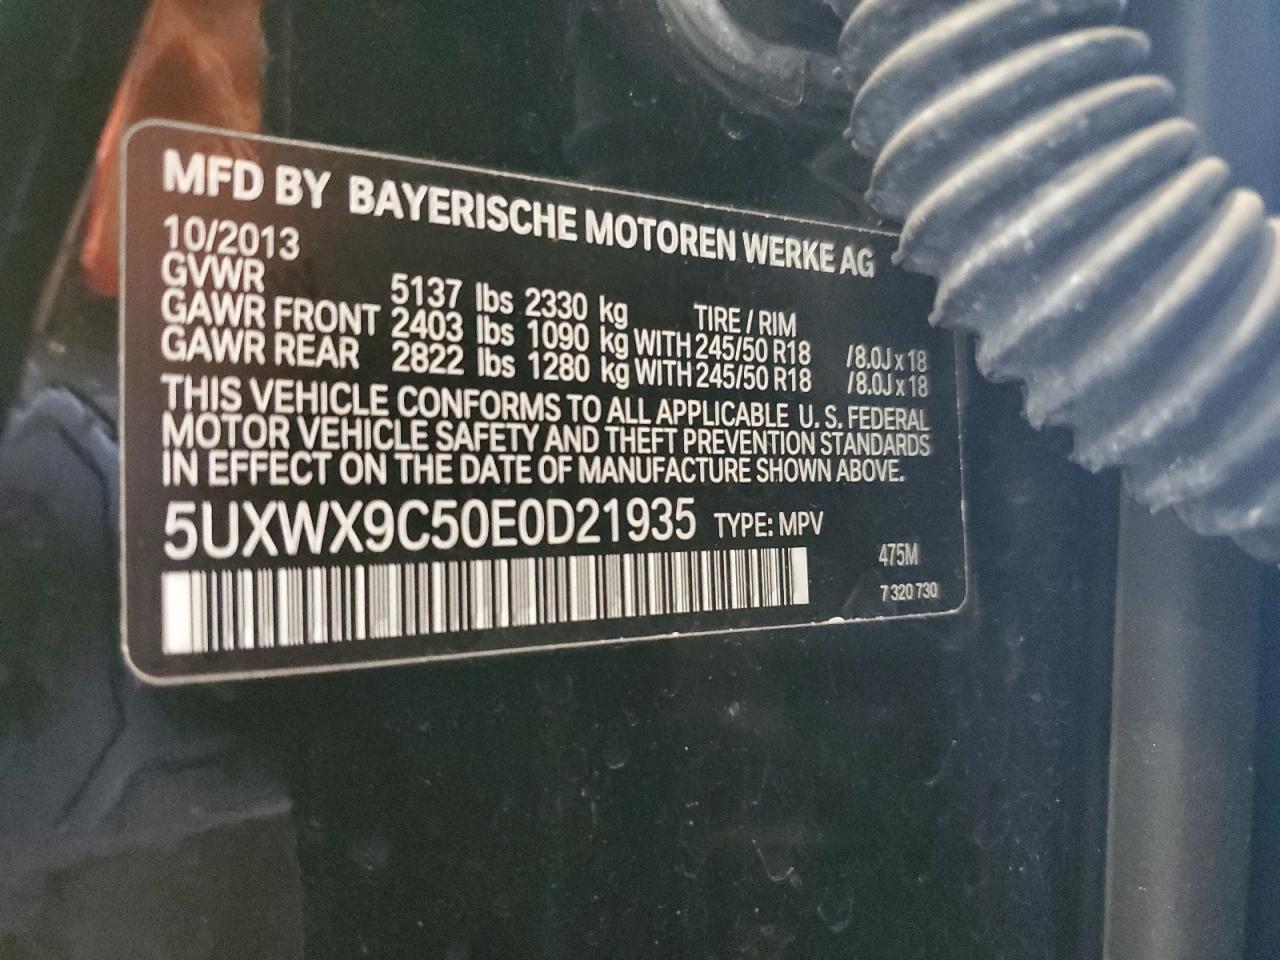 MFD BY BAYERISCHE MOTOREN WERKE AG
10/2013
GVWR 5137 lbs 2330 kg TIRE / RIM
GAWR FRONT 2403 lbs 1090 kg WITH 245/50 R18 /8.0J x 18
GAWR REAR 2822 lbs 1280 kg WITH 245/50 R18 /8.0J x 18
THIS VEHICLE CONFORMS TO ALL APPLICABLE U. S. FEDERAL
MOTOR VEHICLE SAFETY AND THEFT PREVENTION STANDARDS
IN EFFECT ON THE DATE OF MANUFACTURE SHOWN ABOVE.
5UXWX9C50E0D21935 TYPE: MPV
475M
7 320 730